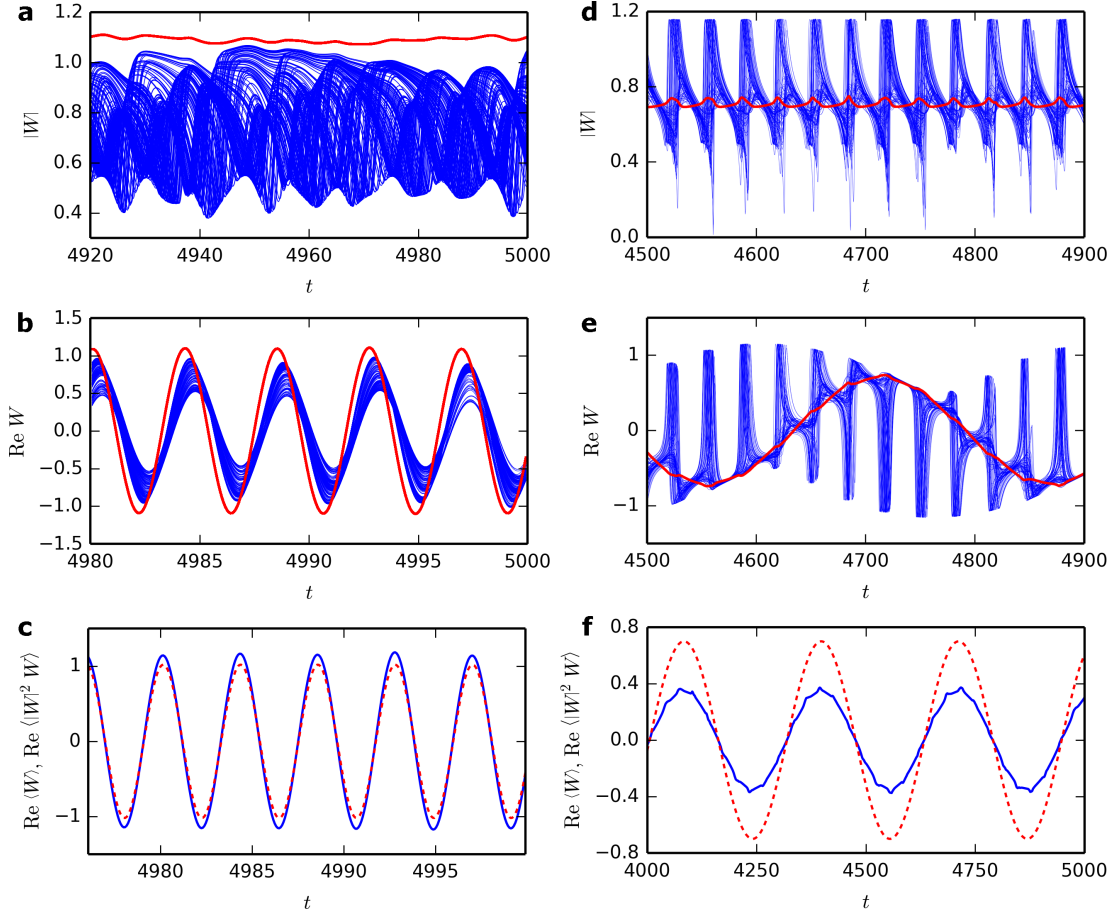 a
1.2
1.0
0.8
0.6
0.4
|W|
4920 4940 4960 4980 5000
t
d
1.2
0.8
0.4
0.0
|W|
4500 4600 4700 4800 4900
t
b
1.5
1.0
0.5
0.0
−0.5
−1.0
−1.5
Re W
4980 4985 4990 4995 5000
t
e
1
0
−1
Re W
4500 4600 4700 4800 4900
t
c
1
0
−1
Re ⟨W⟩, Re ⟨|W|² W⟩
4980 4985 4990 4995
t
f
0.8
0.4
0.0
−0.4
−0.8
Re ⟨W⟩, Re ⟨|W|² W⟩
4000 4250 4500 4750 5000
t